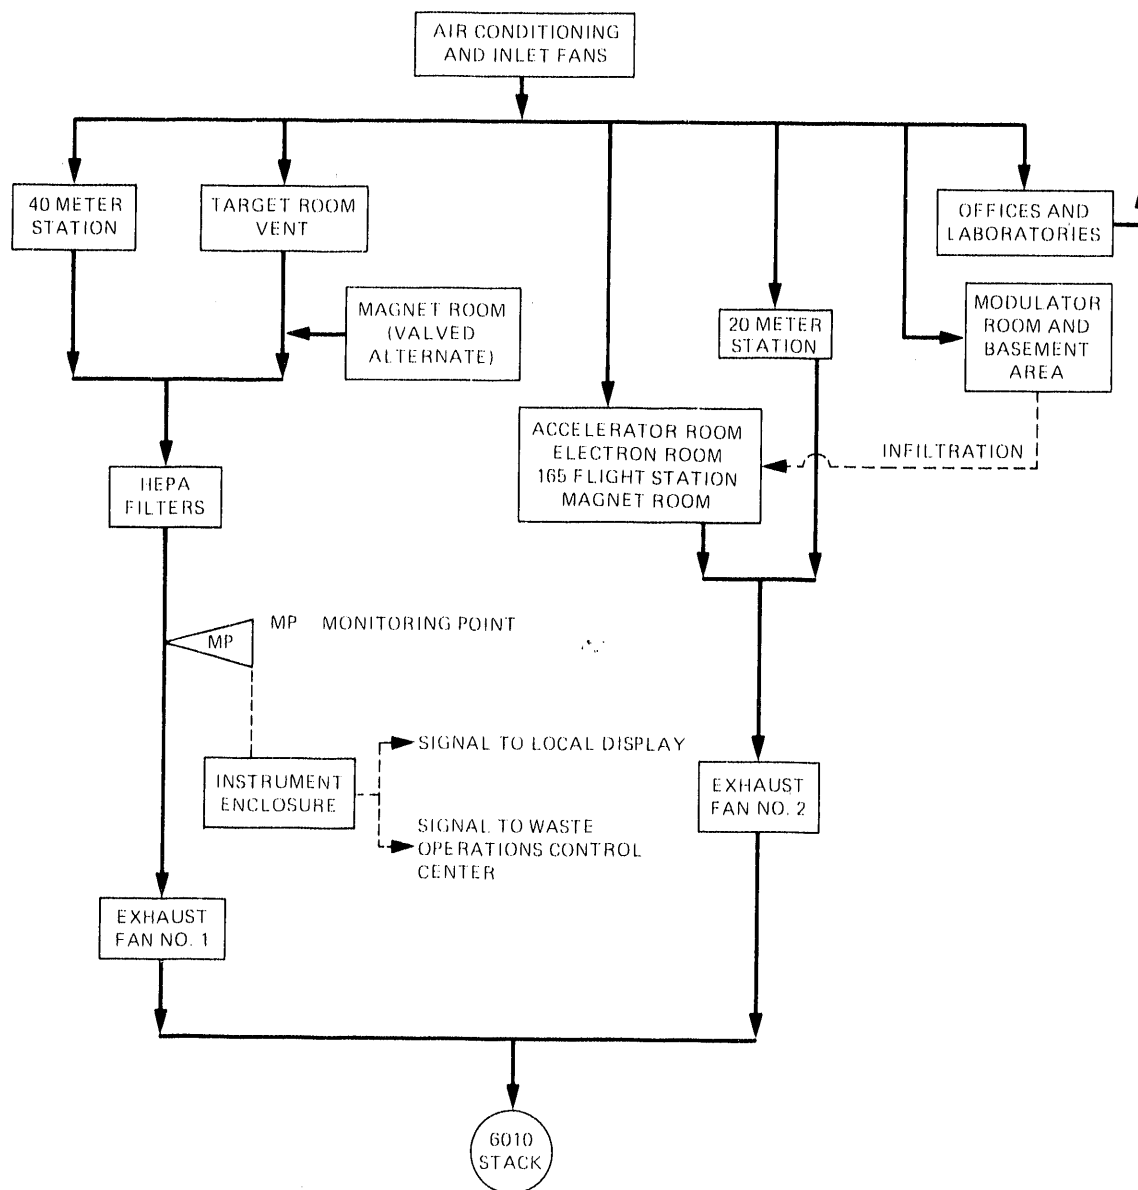 AIR CONDITIONING
AND INLET FANS
40 METER
STATION
TARGET ROOM
VENT
OFFICES AND
LABORATORIES
MAGNET ROOM
(VALVED
ALTERNATE)
20 METER
STATION
MODULATOR
ROOM AND
BASEMENT
AREA
ACCELERATOR ROOM
ELECTRON ROOM
165 FLIGHT STATION
MAGNET ROOM
INFILTRATION
HEPA
FILTERS
MP
MP MONITORING POINT
SIGNAL TO LOCAL DISPLAY
INSTRUMENT
ENCLOSURE
SIGNAL TO WASTE
OPERATIONS CONTROL
CENTER
EXHAUST
FAN NO. 2
EXHAUST
FAN NO. 1
6010
STACK